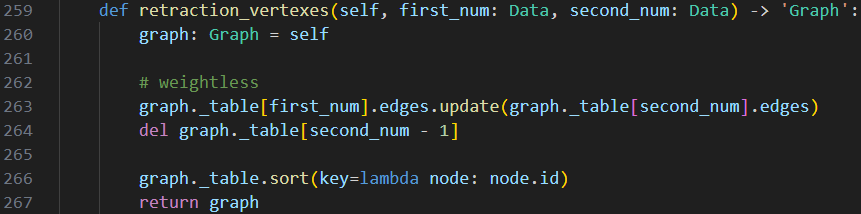 259 def retraction_vertexes(self, first_num: Data, second_num: Data) -> 'Graph':
260 graph: Graph = self
261
262 # weightless
263 graph._table[first_num].edges.update(graph._table[second_num].edges)
264 del graph._table[second_num - 1]
265
266 graph._table.sort(key=lambda node: node.id)
267 return graph